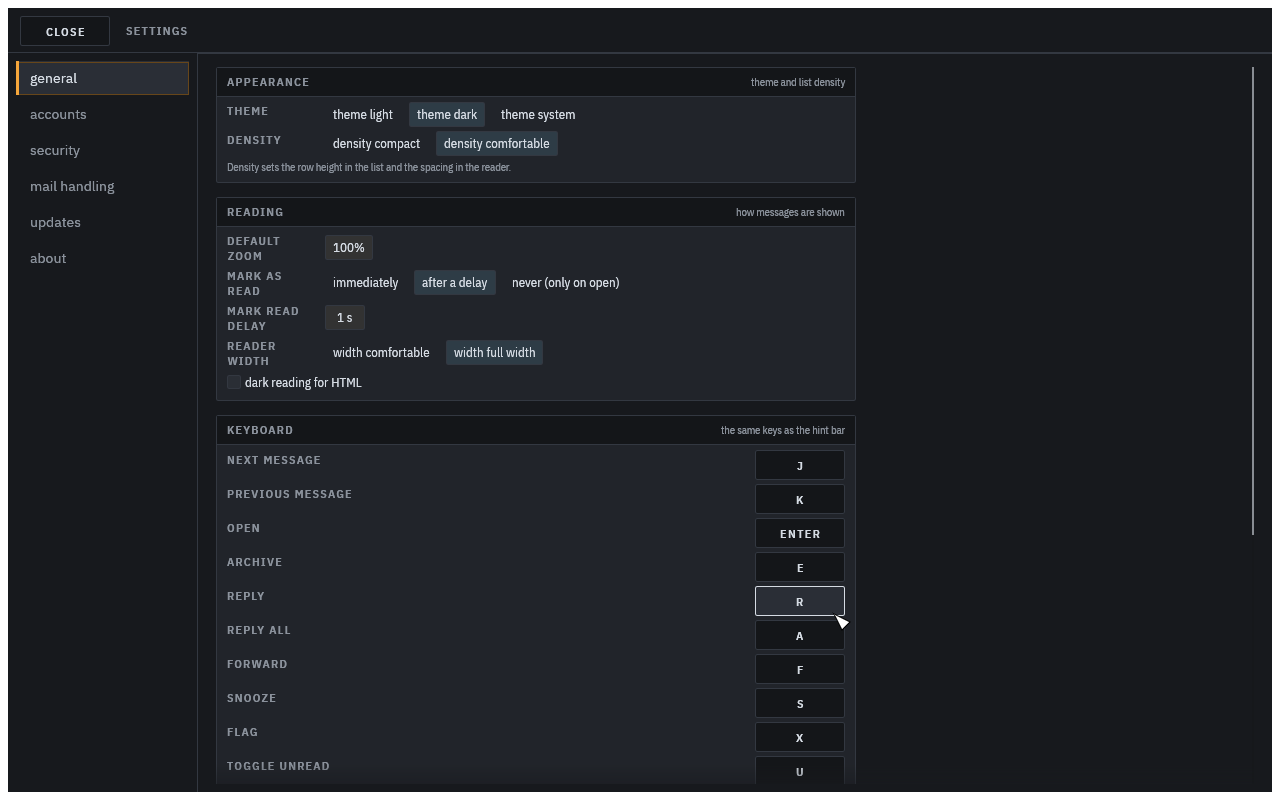 CLOSE SETTINGS
general
accounts
security
mail handling
updates
about
APPEARANCE theme and list density
THEME theme light theme dark theme system
DENSITY density compact density comfortable
Density sets the row height in the list and the spacing in the reader.
READING how messages are shown
DEFAULT ZOOM 100%
MARK AS READ immediately after a delay never (only on open)
MARK READ DELAY 1 s
READER WIDTH width comfortable width full width
dark reading for HTML
KEYBOARD the same keys as the hint bar
NEXT MESSAGE J
PREVIOUS MESSAGE K
OPEN ENTER
ARCHIVE E
REPLY R
REPLY ALL A
FORWARD F
SNOOZE S
FLAG X
TOGGLE UNREAD U